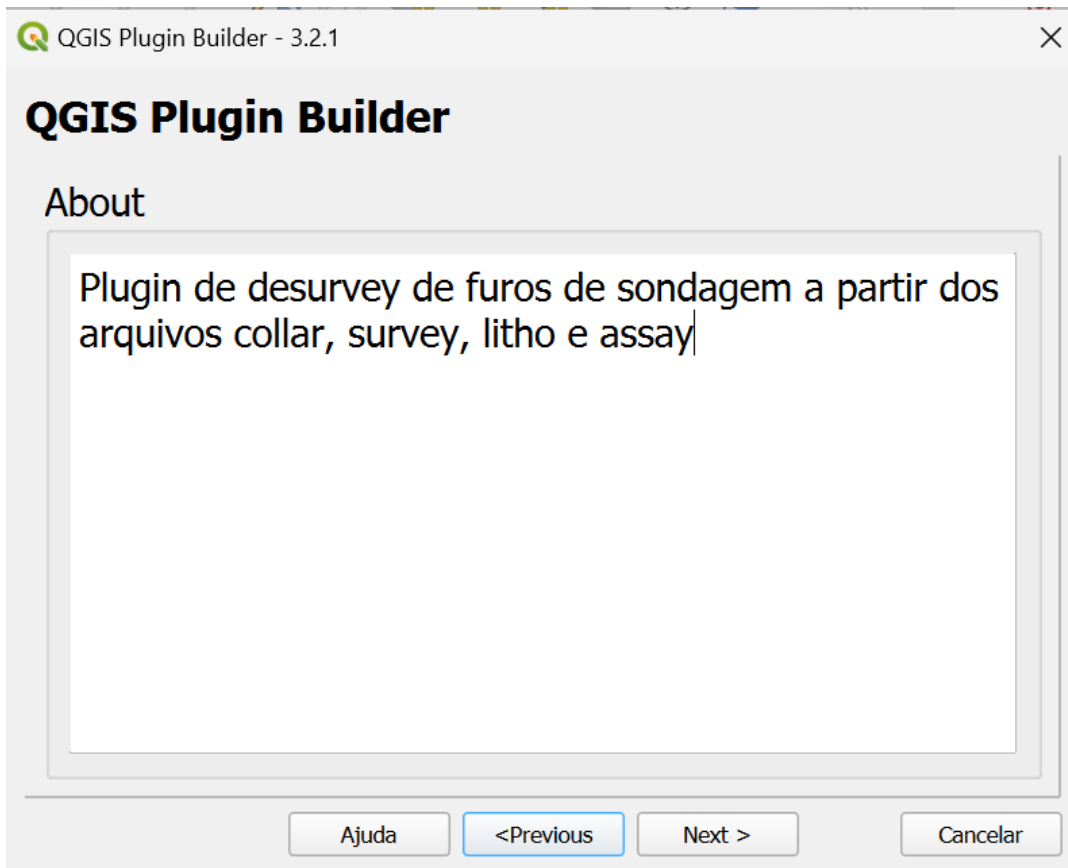 QGIS Plugin Builder - 3.2.1
QGIS Plugin Builder
About
Plugin de desurvey de furos de sondagem a partir dos
arquivos collar, survey, litho e assay
Ajuda
<Previous
Next >
Cancelar